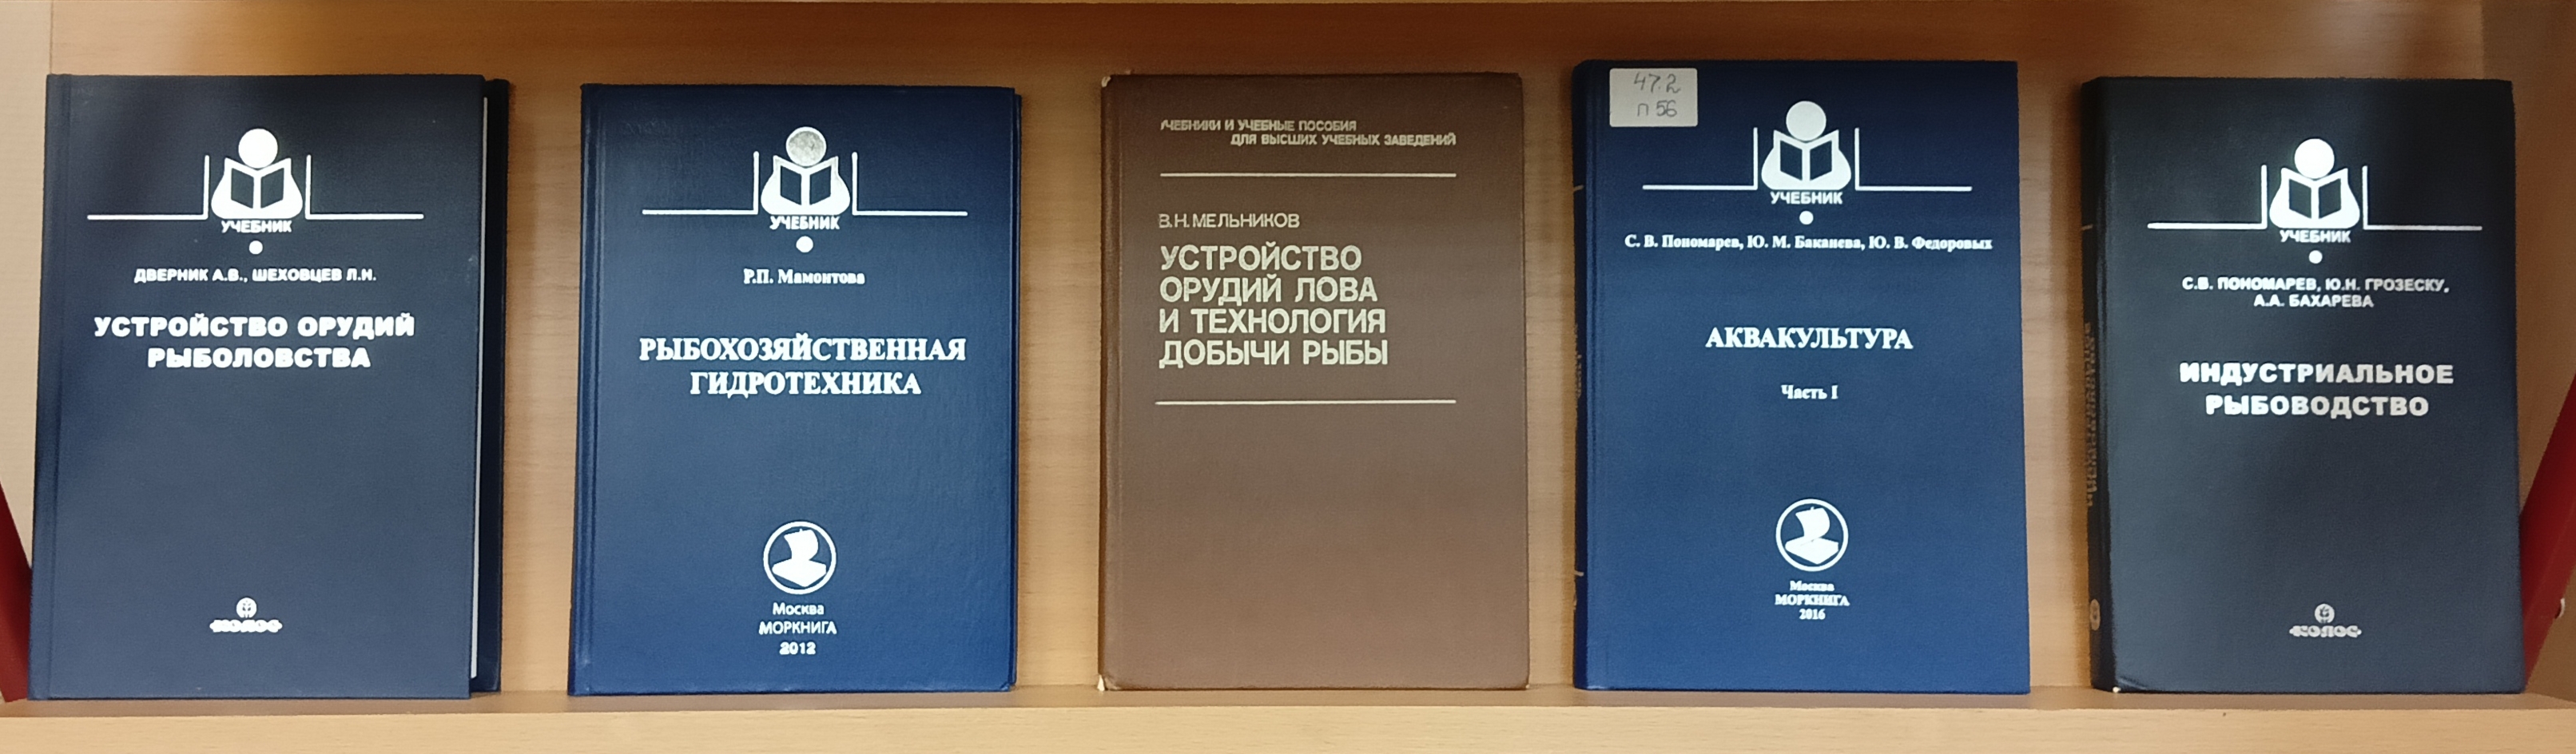 УЧЕБНИК
ДВЕРНИК А.В., ШЕХОВЦЕВ Л.Н.
УСТРОЙСТВО ОРУДИЙ
РЫБОЛОВСТВА
КОЛОС
УЧЕБНИК
Р.П. Мамонтова
РЫБОХОЗЯЙСТВЕННАЯ
ГИДРОТЕХНИКА
Москва
МОРКНИГА
2012
УЧЕБНИКИ И УЧЕБНЫЕ ПОСОБИЯ
ДЛЯ ВЫСШИХ УЧЕБНЫХ ЗАВЕДЕНИЙ
В.Н. МЕЛЬНИКОВ
УСТРОЙСТВО
ОРУДИЙ ЛОВА
И ТЕХНОЛОГИЯ
ДОБЫЧИ РЫБЫ
47.2
П 56
УЧЕБНИК
С. В. Пономарев, Ю. М. Баканева, Ю. В. Федоровых
АКВАКУЛЬТУРА
Часть I
Москва
МОРКНИГА
2016
УЧЕБНИК
С.В. ПОНОМАРЕВ, Ю.Н. ГРОЗЕСКУ,
А.А. БАХАРЕВА
ИНДУСТРИАЛЬНОЕ
РЫБОВОДСТВО
КОЛОС